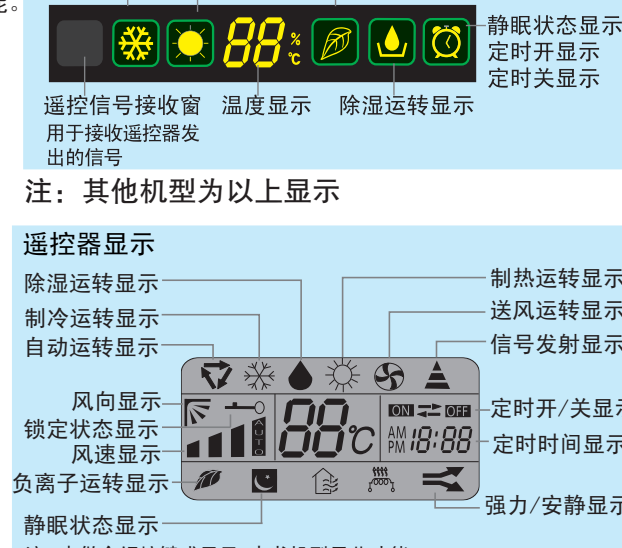 能。
88%℃
静眠状态显示
定时开显示
定时关显示
遥控信号接收窗
用于接收遥控器发
出的信号
温度显示
除湿运转显示
注：其他机型为以上显示
遥控器显示
除湿运转显示
制冷运转显示
自动运转显示
风向显示
锁定状态显示
风速显示
负离子运转显示
静眠状态显示
AUTO
88℃
ON OFF
AM
PM 18:88
制热运转显示
送风运转显示
信号发射显示
定时开/关显示
定时时间显示
强力/安静显示